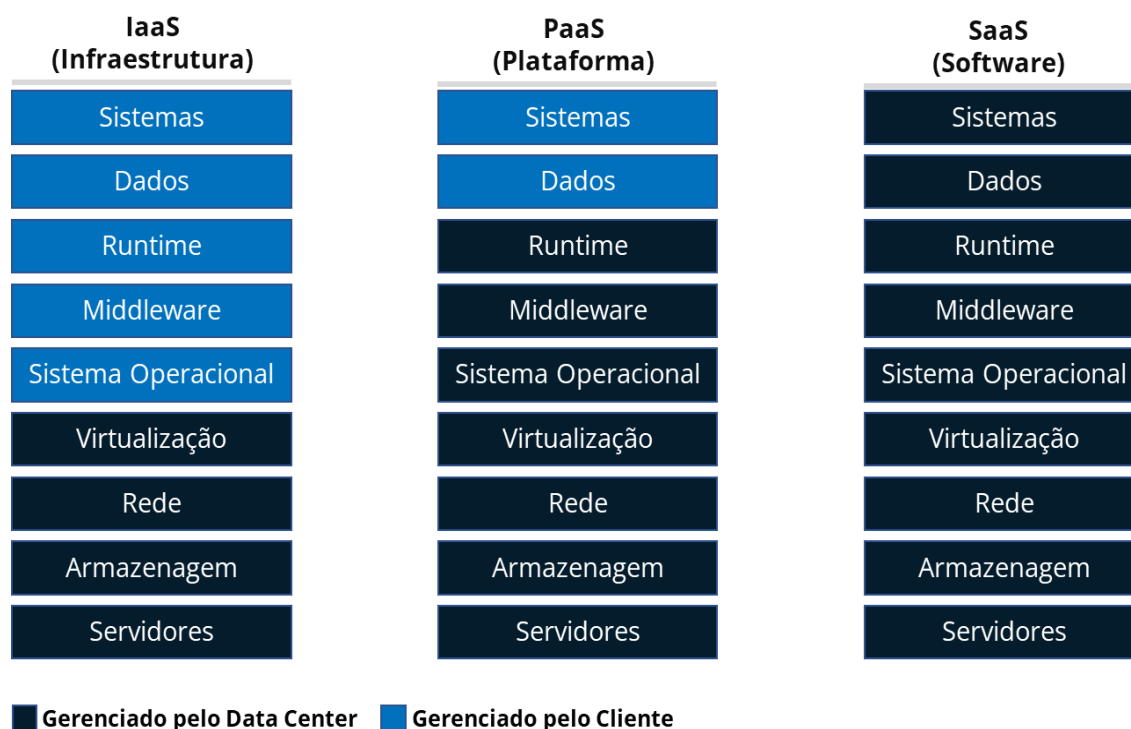 IaaS
(Infraestrutura)
Sistemas
Dados
Runtime
Middleware
Sistema Operacional
Virtualização
Rede
Armazenagem
Servidores
PaaS
(Plataforma)
Sistemas
Dados
Runtime
Middleware
Sistema Operacional
Virtualização
Rede
Armazenagem
Servidores
SaaS
(Software)
Sistemas
Dados
Runtime
Middleware
Sistema Operacional
Virtualização
Rede
Armazenagem
Servidores
Gerenciado pelo Data Center
Gerenciado pelo Cliente